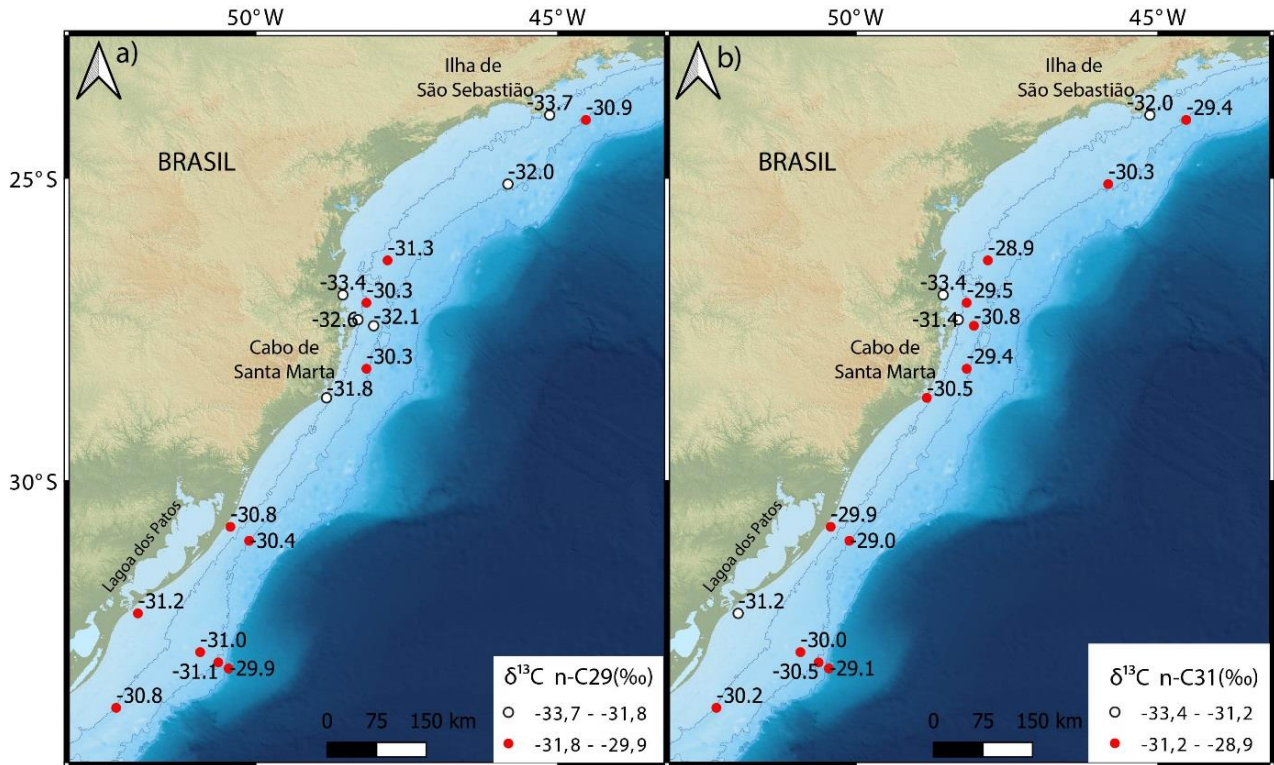 50°W 45°W 50°W 45°W
a) b)
Ilha de
São Sebastião
-33.7 -30.9
BRASIL
25°S
-32.0
-31.3
-33.4 -30.3
-32.6 -32.1
Cabo de
Santa Marta
-30.3
-31.8
30°S
-30.8
-30.4
Lagoa dos Patos
-31.2
-31.0
-31.1 -29.9
-30.8
δ¹³C n-C29(‰)
-33,7 - -31,8
-31,8 - -29,9
0 75 150 km
Ilha de
São Sebastião
-32.0 -29.4
BRASIL
-30.3
-28.9
-33.4 -29.5
-31.4 -30.8
Cabo de
Santa Marta
-29.4
-30.5
-29.9
-29.0
Lagoa dos Patos
-31.2
-30.0
-30.5 -29.1
-30.2
δ¹³C n-C31(‰)
-33,4 - -31,2
-31,2 - -28,9
0 75 150 km